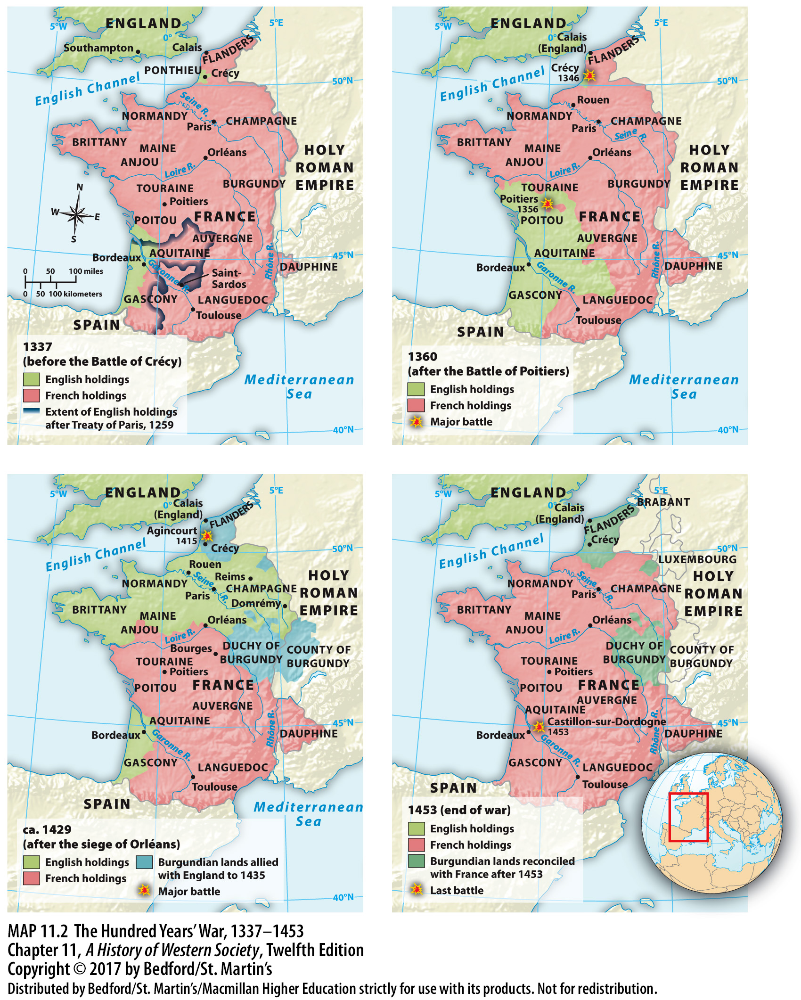 ENGLAND
5°W
5°E
0°
Southampton
Calais
FLANDERS
PONTHIEU
Crécy
English Channel
50°N
Seine R.
NORMANDY
CHAMPAGNE
Paris
BRITTANY
MAINE
HOLY
ROMAN
EMPIRE
Orléans
ANJOU
Loire R.
BURGUNDY
N
W
E
S
TOURAINE
Poitiers
POITOU
FRANCE
AUVERGNE
AQUITAINE
45°N
Bordeaux
Garonne R.
Rhône R.
DAUPHINE
0 50 100 miles
0 50 100 kilometers
Saint-
Sardos
GASCONY
LANGUEDOC
Toulouse
SPAIN
1337
(before the Battle of Crécy)
English holdings
French holdings
Extent of English holdings
after Treaty of Paris, 1259
Mediterranean
Sea
40°N
ENGLAND
5°W
5°E
0°
Calais
(England)
FLANDERS
Crécy
1346
English Channel
50°N
Rouen
NORMANDY
CHAMPAGNE
Paris
Seine R.
BRITTANY
MAINE
HOLY
ROMAN
EMPIRE
Orléans
ANJOU
Loire R.
BURGUNDY
TOURAINE
Poitiers
1356
POITOU
FRANCE
AUVERGNE
AQUITAINE
45°N
Bordeaux
Garonne R.
Rhône R.
DAUPHINE
GASCONY
LANGUEDOC
Toulouse
SPAIN
1360
(after the Battle of Poitiers)
English holdings
French holdings
Major battle
Mediterranean
Sea
40°N
ENGLAND
5°W
5°E
0°
Calais
(England)
FLANDERS
Agincourt
1415
Crécy
English Channel
50°N
Rouen
Seine R.
Reims
NORMANDY
CHAMPAGNE
Paris
Domrémy
HOLY
ROMAN
EMPIRE
BRITTANY
MAINE
Orléans
ANJOU
Loire R.
Bourges
DUCHY OF
BURGUNDY
COUNTY OF
BURGUNDY
TOURAINE
Poitiers
POITOU
FRANCE
AUVERGNE
AQUITAINE
45°N
Bordeaux
Garonne R.
Rhône R.
DAUPHINE
GASCONY
LANGUEDOC
Toulouse
SPAIN
Mediterranean
Sea
ca. 1429
(after the siege of Orléans)
English holdings
French holdings
Burgundian lands allied
with England to 1435
Major battle
40°N
ENGLAND
5°W
5°E
0°
BRABANT
Calais
(England)
FLANDERS
Crécy
English Channel
50°N
LUXEMBOURG
Seine R.
NORMANDY
CHAMPAGNE
Paris
HOLY
ROMAN
EMPIRE
BRITTANY
MAINE
Orléans
ANJOU
Loire R.
DUCHY OF
BURGUNDY
COUNTY OF
BURGUNDY
TOURAINE
Poitiers
POITOU
FRANCE
AUVERGNE
AQUITAINE
Castillon-sur-Dordogne
1453
45°N
Bordeaux
Garonne R.
Rhône R.
DAUPHINE
GASCONY
LANGUEDOC
Toulouse
SPAIN
1453 (end of war)
English holdings
French holdings
Burgundian lands reconciled
with France after 1453
Last battle
MAP 11.2 The Hundred Years' War, 1337–1453
Chapter 11, A History of Western Society, Twelfth Edition
Copyright © 2017 by Bedford/St. Martin's
Distributed by Bedford/St. Martin's/Macmillan Higher Education strictly for use with its products. Not for redistribution.